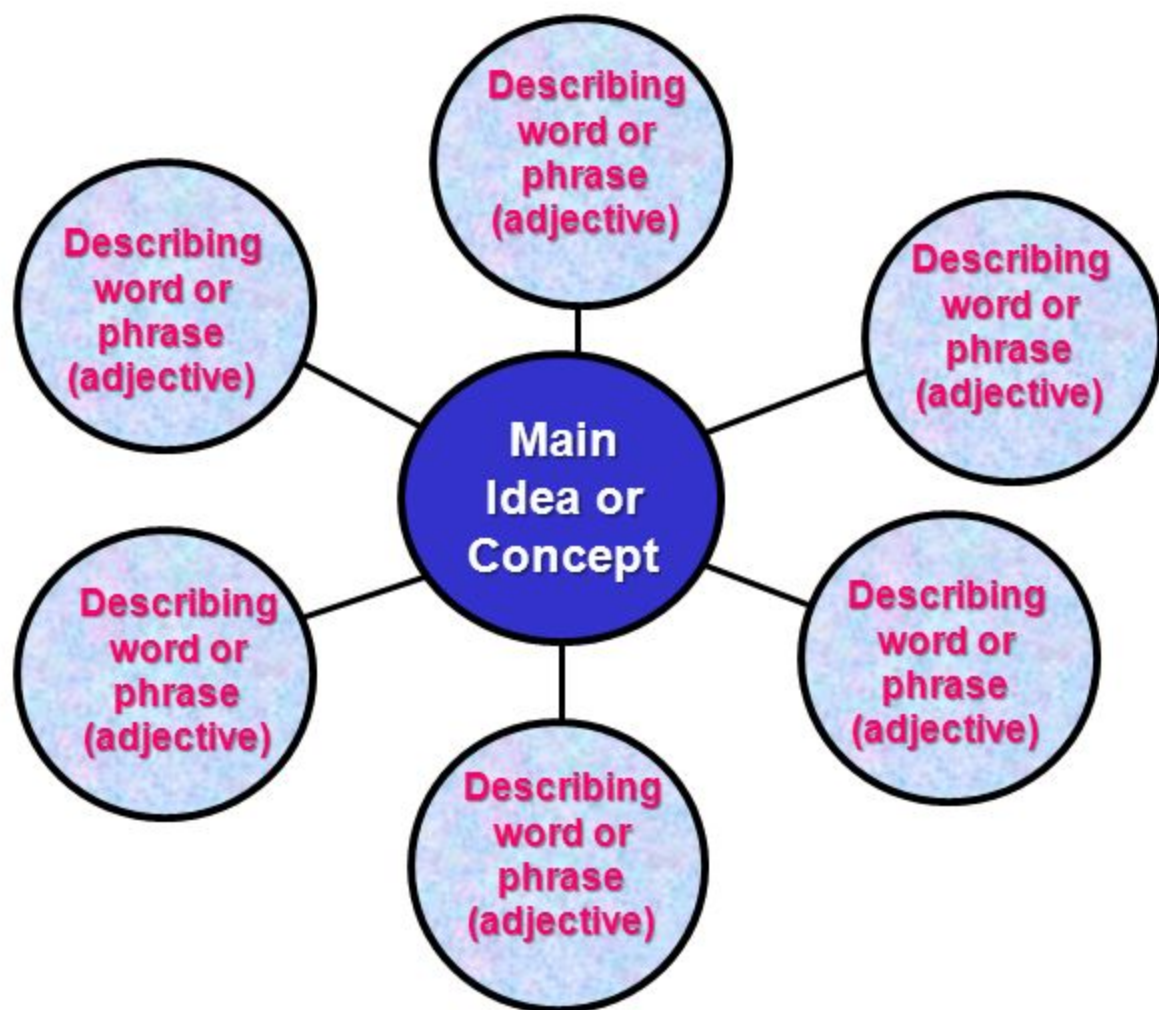 Describing
word or
phrase
(adjective)
Describing
word or
phrase
(adjective)
Describing
word or
phrase
(adjective)
Main
Idea or
Concept
Describing
word or
phrase
(adjective)
Describing
word or
phrase
(adjective)
Describing
word or
phrase
(adjective)